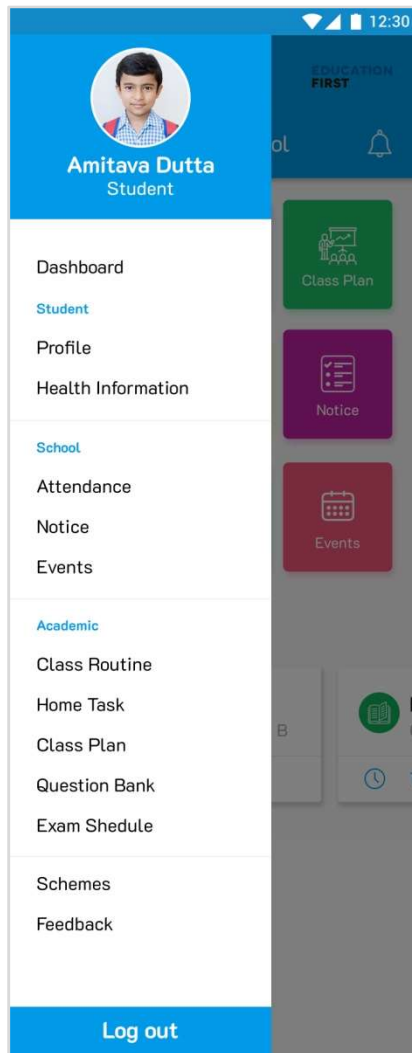 12:30
EDUCATION
FIRST
ol
Amitava Dutta
Student
Dashboard
Student
Profile
Health Information
School
Attendance
Notice
Events
Academic
Class Routine
Home Task
Class Plan
Question Bank
Exam Shedule
Schemes
Feedback
Log out
Class Plan
Notice
Events
B